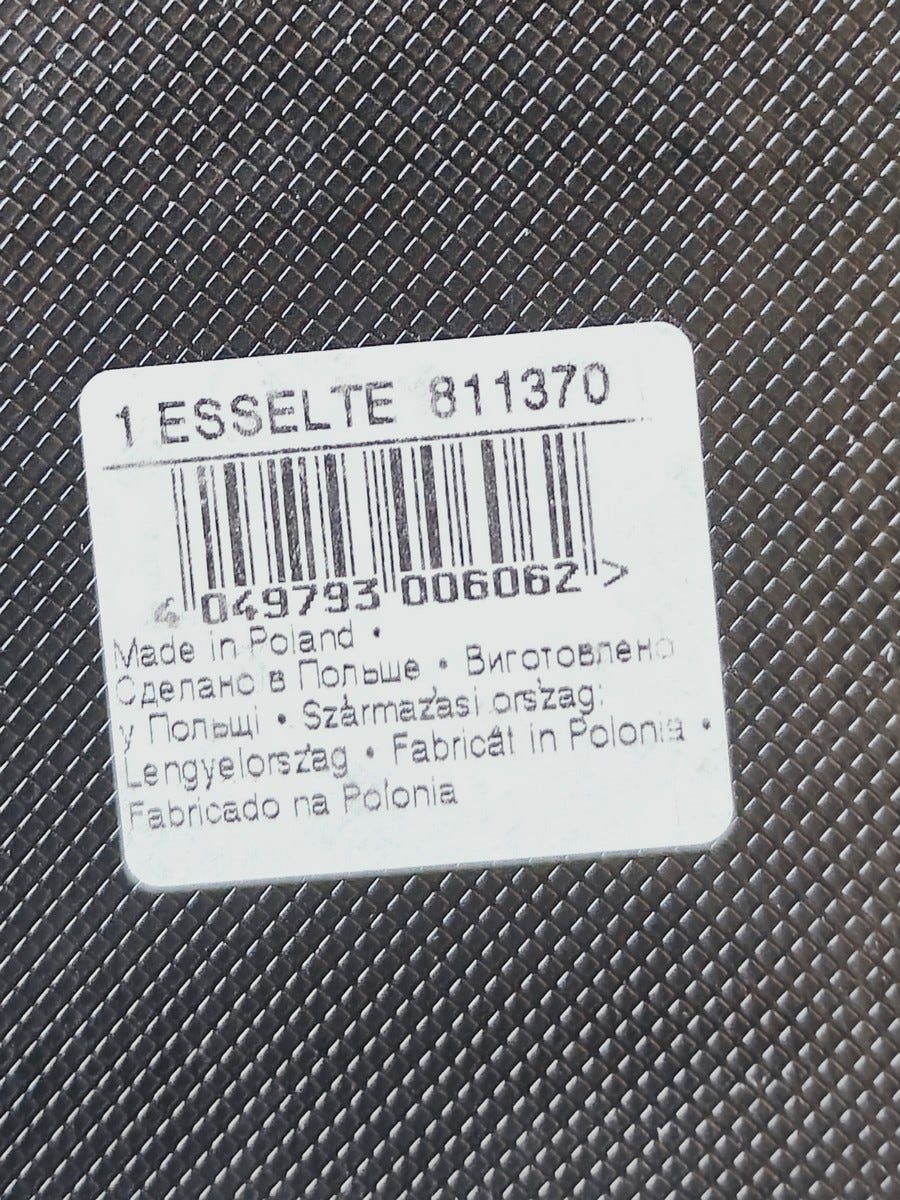 1 ESSELTE 811370
4 049793 006062 >
Made in Poland •
Сделано в Польше • Виготовлено
у Польщі • Származási ország:
Lengyelország • Fabricat in Polonia •
Fabricado na Polonia